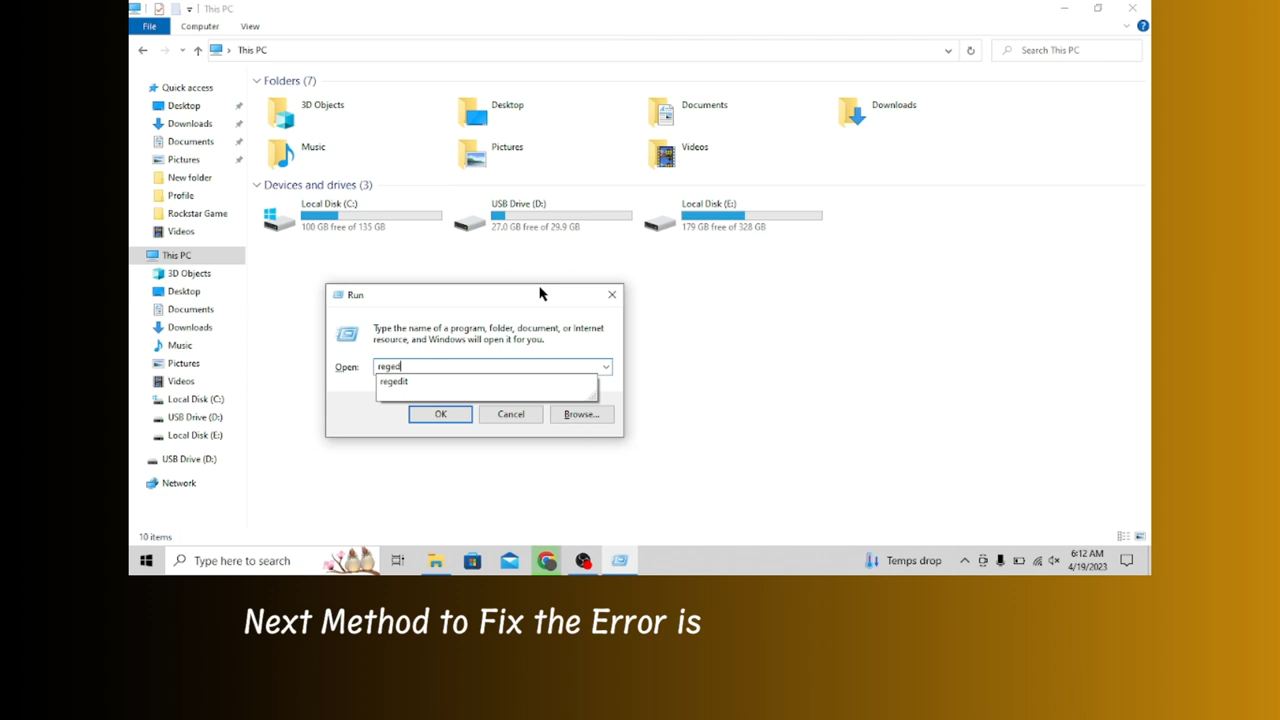 This PC
File
Computer
View
This PC
Search This PC
Quick access
Desktop
Downloads
Documents
Pictures
New folder
Profile
Rockstar Game
Videos
This PC
3D Objects
Desktop
Documents
Downloads
Music
Pictures
Videos
Local Disk (C:)
USB Drive (D:)
Local Disk (E:)
USB Drive (D:)
Network
Folders (7)
3D Objects
Desktop
Documents
Downloads
Music
Pictures
Videos
Devices and drives (3)
Local Disk (C:)
100 GB free of 135 GB
USB Drive (D:)
27.0 GB free of 29.9 GB
Local Disk (E:)
179 GB free of 328 GB
Run
Type the name of a program, folder, document, or Internet
resource, and Windows will open it for you.
Open:
reged
regedit
OK
Cancel
Browse...
10 items
Type here to search
Temps drop
6:12 AM
4/19/2023
Next Method to Fix the Error is